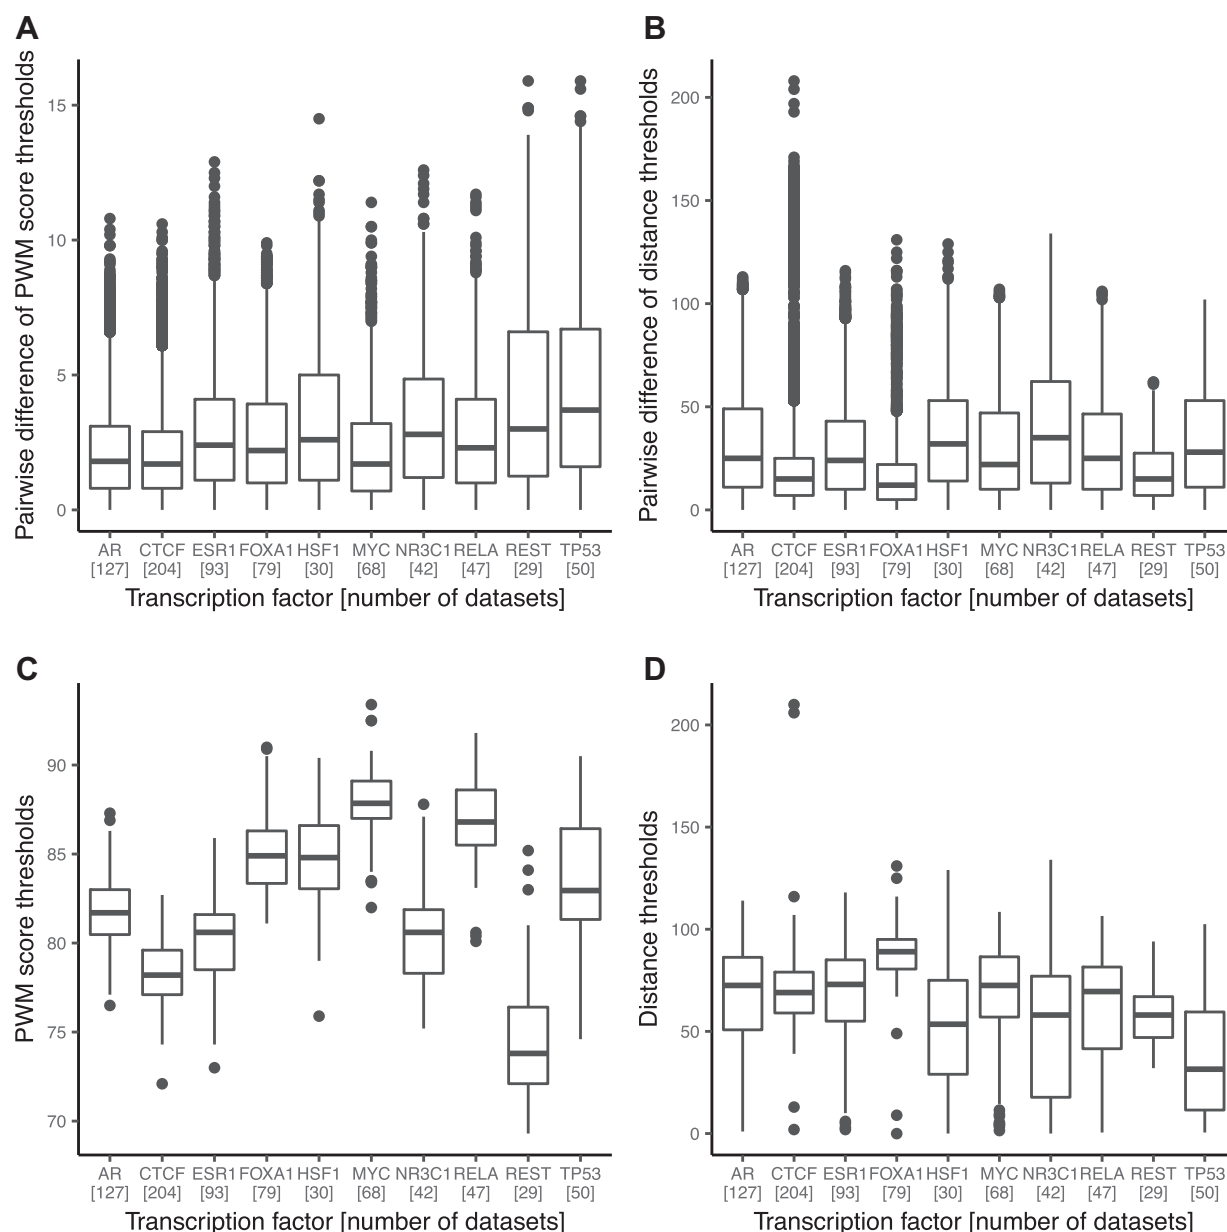 A
Pairwise difference of PWM score thresholds
15
10
5
0
AR CTCF ESR1 FOXA1 HSF1 MYC NR3C1 RELA REST TP53
[127] [204] [93] [79] [30] [68] [42] [47] [29] [50]
Transcription factor [number of datasets]
B
Pairwise difference of distance thresholds
200
150
100
50
0
AR CTCF ESR1 FOXA1 HSF1 MYC NR3C1 RELA REST TP53
[127] [204] [93] [79] [30] [68] [42] [47] [29] [50]
Transcription factor [number of datasets]
C
PWM score thresholds
90
85
80
75
70
AR CTCF ESR1 FOXA1 HSF1 MYC NR3C1 RELA REST TP53
[127] [204] [93] [79] [30] [68] [42] [47] [29] [50]
Transcription factor [number of datasets]
D
Distance thresholds
200
150
100
50
0
AR CTCF ESR1 FOXA1 HSF1 MYC NR3C1 RELA REST TP53
[127] [204] [93] [79] [30] [68] [42] [47] [29] [50]
Transcription factor [number of datasets]